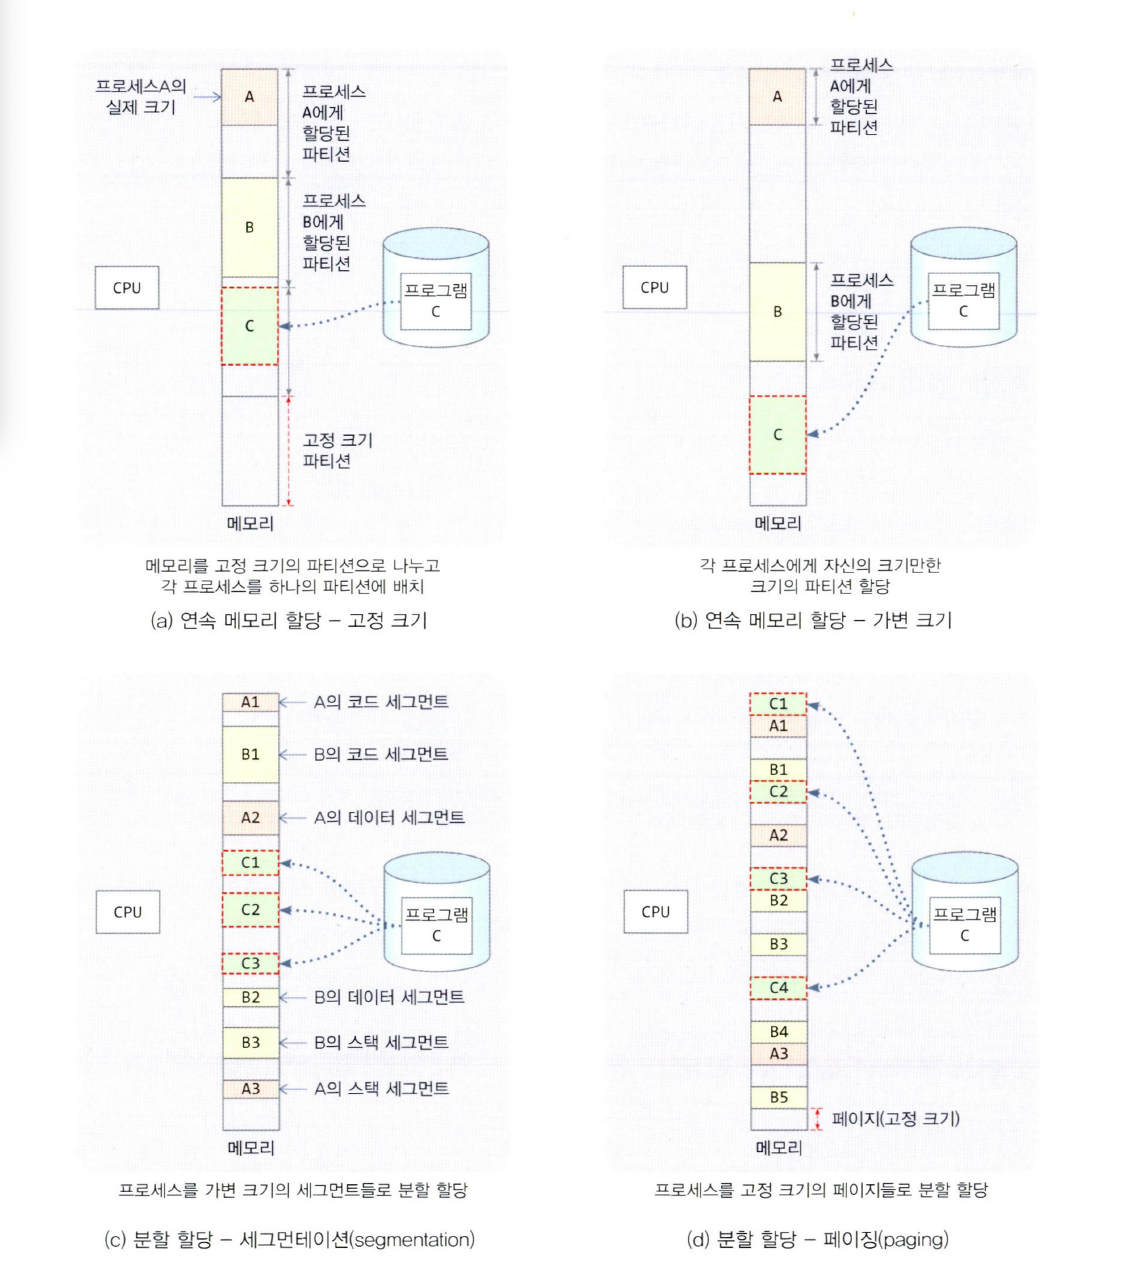 프로세스A의
실제 크기
A
프로세스
A에게
할당된
파티션
B
프로세스
B에게
할당된
파티션
CPU
C
프로그램
C
고정 크기
파티션
메모리
메모리를 고정 크기의 파티션으로 나누고
각 프로세스를 하나의 파티션에 배치
(a) 연속 메모리 할당 – 고정 크기
A
프로세스
A에게
할당된
파티션
B
프로세스
B에게
할당된
파티션
CPU
프로그램
C
C
메모리
각 프로세스에게 자신의 크기만한
크기의 파티션 할당
(b) 연속 메모리 할당 – 가변 크기
A1
A의 코드 세그먼트
B1
B의 코드 세그먼트
A2
A의 데이터 세그먼트
C1
C2
C3
CPU
프로그램
C
B2
B의 데이터 세그먼트
B3
B의 스택 세그먼트
A3
A의 스택 세그먼트
메모리
프로세스를 가변 크기의 세그먼트들로 분할 할당
(c) 분할 할당 – 세그먼테이션(segmentation)
C1
A1
B1
C2
A2
C3
B2
B3
C4
B4
A3
B5
CPU
프로그램
C
페이지(고정 크기)
메모리
프로세스를 고정 크기의 페이지들로 분할 할당
(d) 분할 할당 – 페이징(paging)